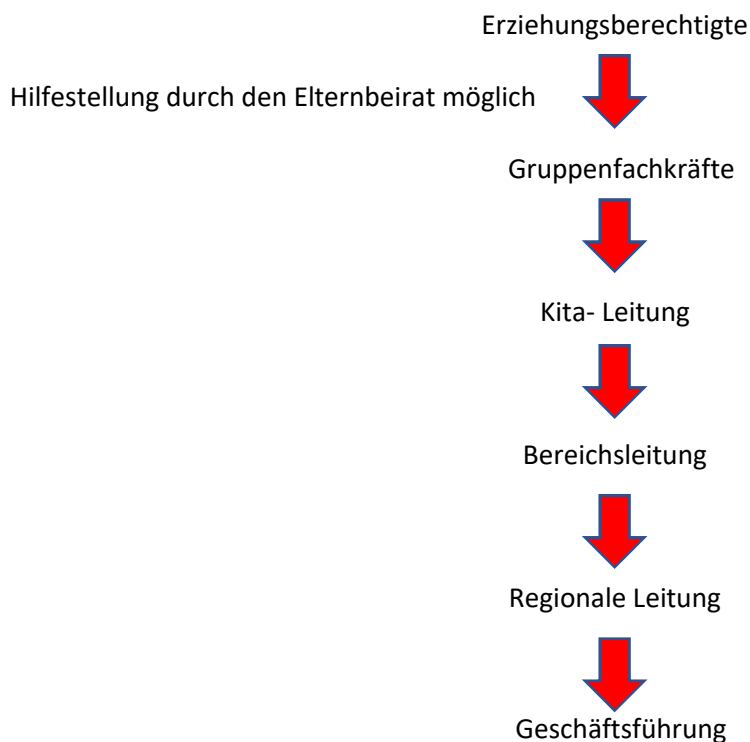 Erziehungsberechtigte
Hilfestellung durch den Elternbeirat möglich
Gruppenfachkräfte
Kita- Leitung
Bereichsleitung
Regionale Leitung
Geschäftsführung